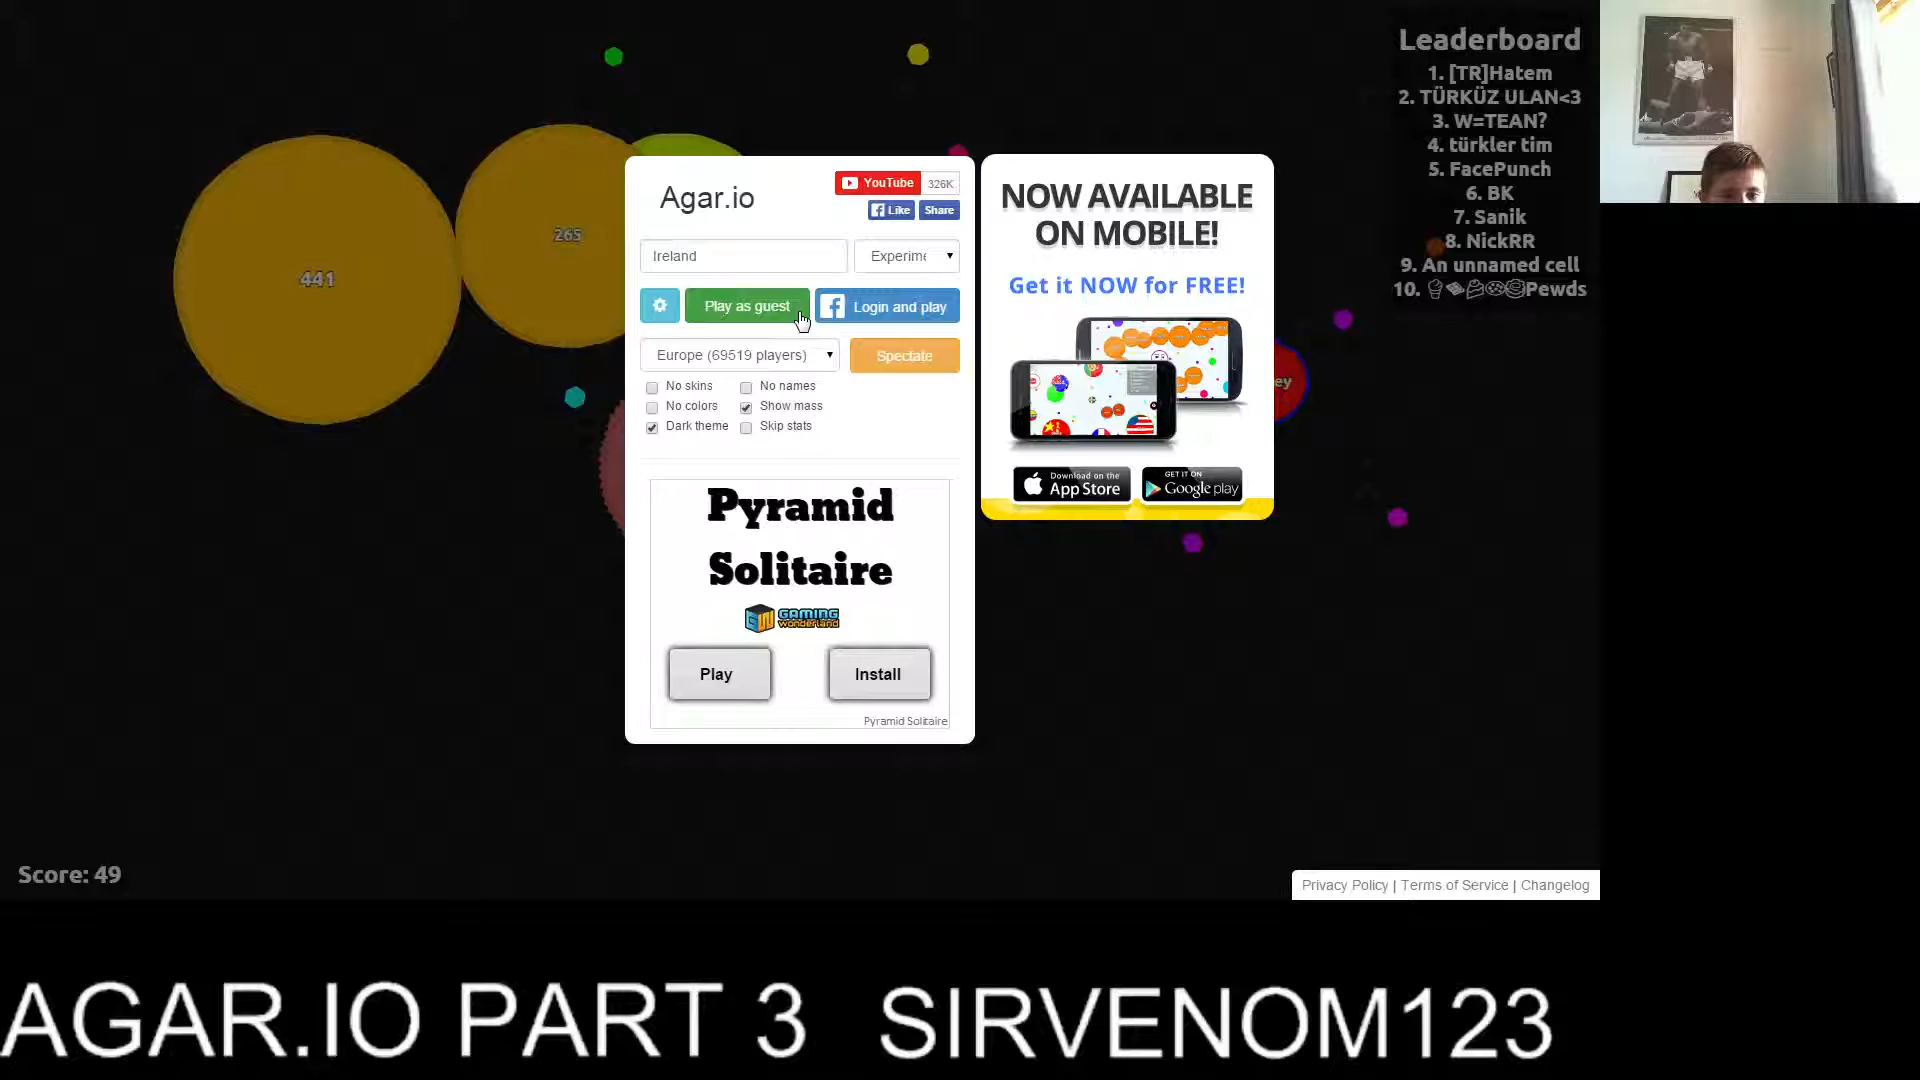 Leaderboard
1. [TR]Hatem
2. TÜRKÜZ ULAN<3
3. W=TEAN?
4. türkler tim
5. FacePunch
6. BK
7. Sanik
8. NickRR
9. An unnamed cell
10. 🍦🍫🍰🍪🍔Pewds
441
265
Agar.io
YouTube 326K
Like Share
Ireland
Experime
Play as guest
Login and play
Europe (69519 players)
Spectate
No skins
No names
No colors
Show mass
Dark theme
Skip stats
Pyramid
Solitaire
GAMING
wonderland
Play
Install
Pyramid Solitaire
NOW AVAILABLE
ON MOBILE!
Get it NOW for FREE!
Download on the
App Store
GET IT ON
Google play
ey
Score: 49
Privacy Policy | Terms of Service | Changelog
AGAR.IO PART 3 SIRVENOM123